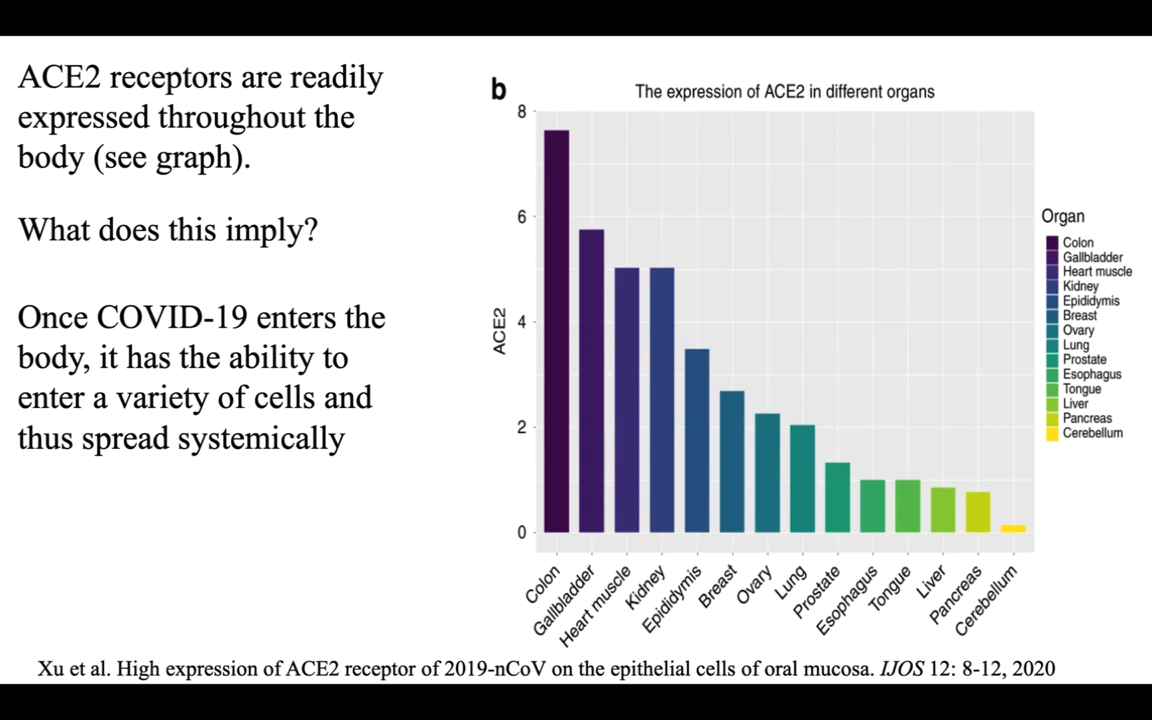 ACE2 receptors are readily
expressed throughout the
body (see graph).
What does this imply?
Once COVID-19 enters the
body, it has the ability to
enter a variety of cells and
thus spread systemically
b
The expression of ACE2 in different organs
8
6
4
2
0
ACE2
Colon
Gallbladder
Heart muscle
Kidney
Epididymis
Breast
Ovary
Lung
Prostate
Esophagus
Tongue
Liver
Pancreas
Cerebellum
Organ
Colon
Gallbladder
Heart muscle
Kidney
Epididymis
Breast
Ovary
Lung
Prostate
Esophagus
Tongue
Liver
Pancreas
Cerebellum
Xu et al. High expression of ACE2 receptor of 2019-nCoV on the epithelial cells of oral mucosa. IJOS 12: 8-12, 2020